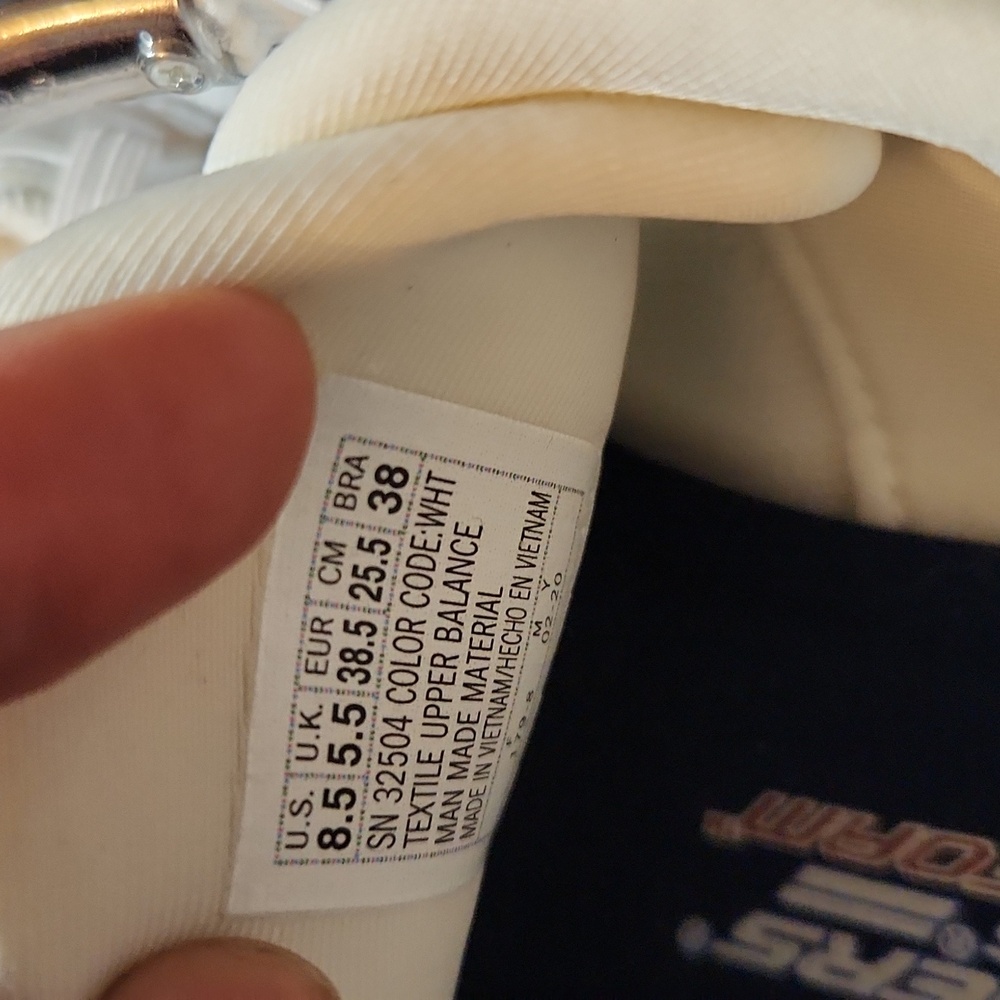 U.S. U.K. EUR CM BRA
8.5 5.5 38.5 25.5 38
SN 32504 COLOR CODE:WHT
TEXTILE UPPER BALANCE
MAN MADE MATERIAL
MADE IN VIETNAM/HECHO EN VIETNAM
M Y
02 20